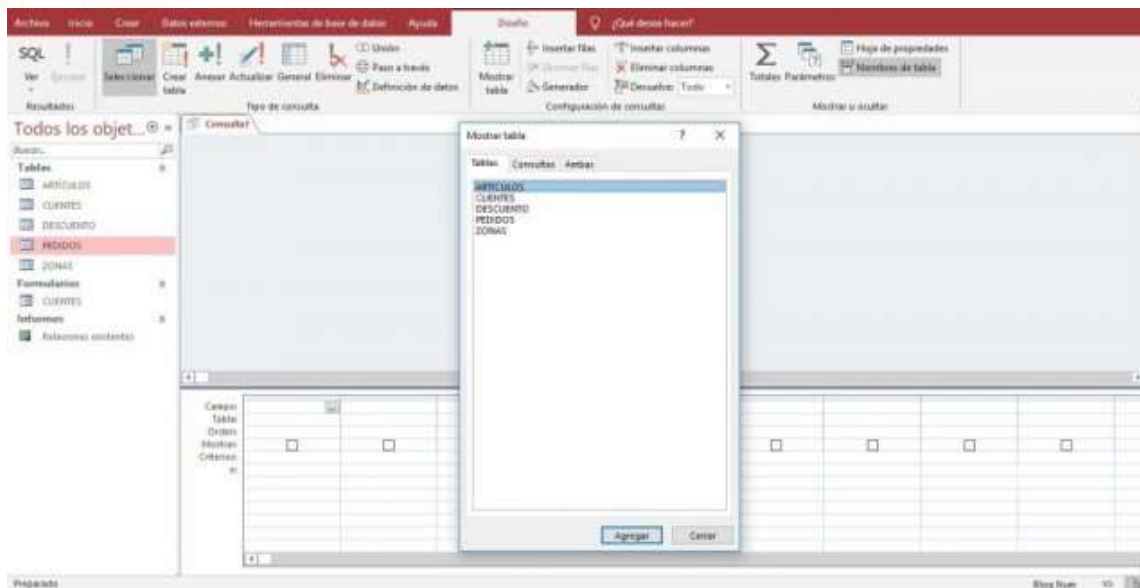 Archivo Inicio Crear Datos externos Herramientas de base de datos Ayuda Diseño ¿Qué desea hacer?
SQL
Ver Ejecutar Seleccionar Crear tabla Anexar Actualizar General Eliminar
Unión
Paso a través
Definición de datos
Mostrar tabla
Insertar filas
Eliminar filas
Generador
Insertar columnas
Eliminar columnas
Devuelve: Todo
Totales Parámetros
Hoja de propiedades
Nombres de tabla
Resultados Tipo de consulta Configuración de consultas Mostrar u ocultar
Todos los objet...
Buscar...
Tablas
ARTÍCULOS
CLIENTES
DESCUENTO
PEDIDOS
ZONAS
Formularios
CLIENTES
Informes
Relaciones existentes
Consulta1
Mostrar tabla ? X
Tablas Consultas Ambas
ARTÍCULOS
CLIENTES
DESCUENTO
PEDIDOS
ZONAS
Agregar Cerrar
Campo:
Tabla:
Orden:
Mostrar:
Criterios:
o:
Preparado
Bloq Num